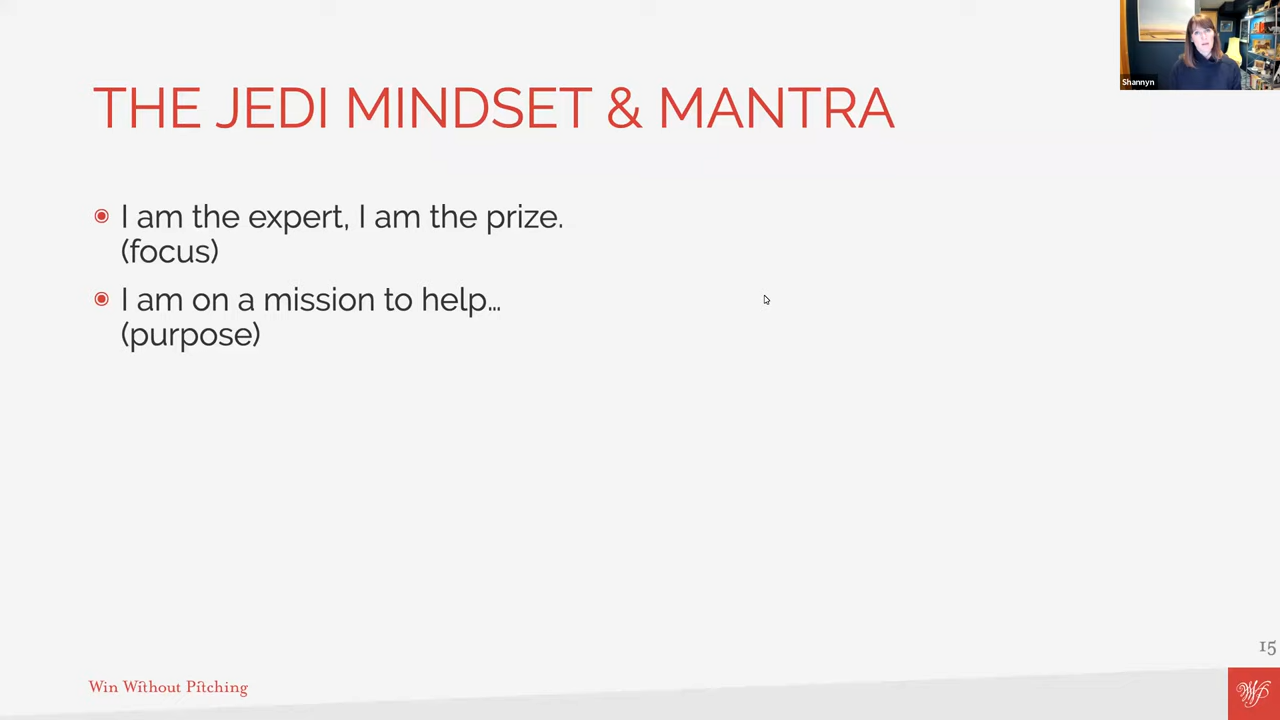 Shannyn
THE JEDI MINDSET & MANTRA
I am the expert, I am the prize.
(focus)
I am on a mission to help...
(purpose)
15
Win Without Pitching